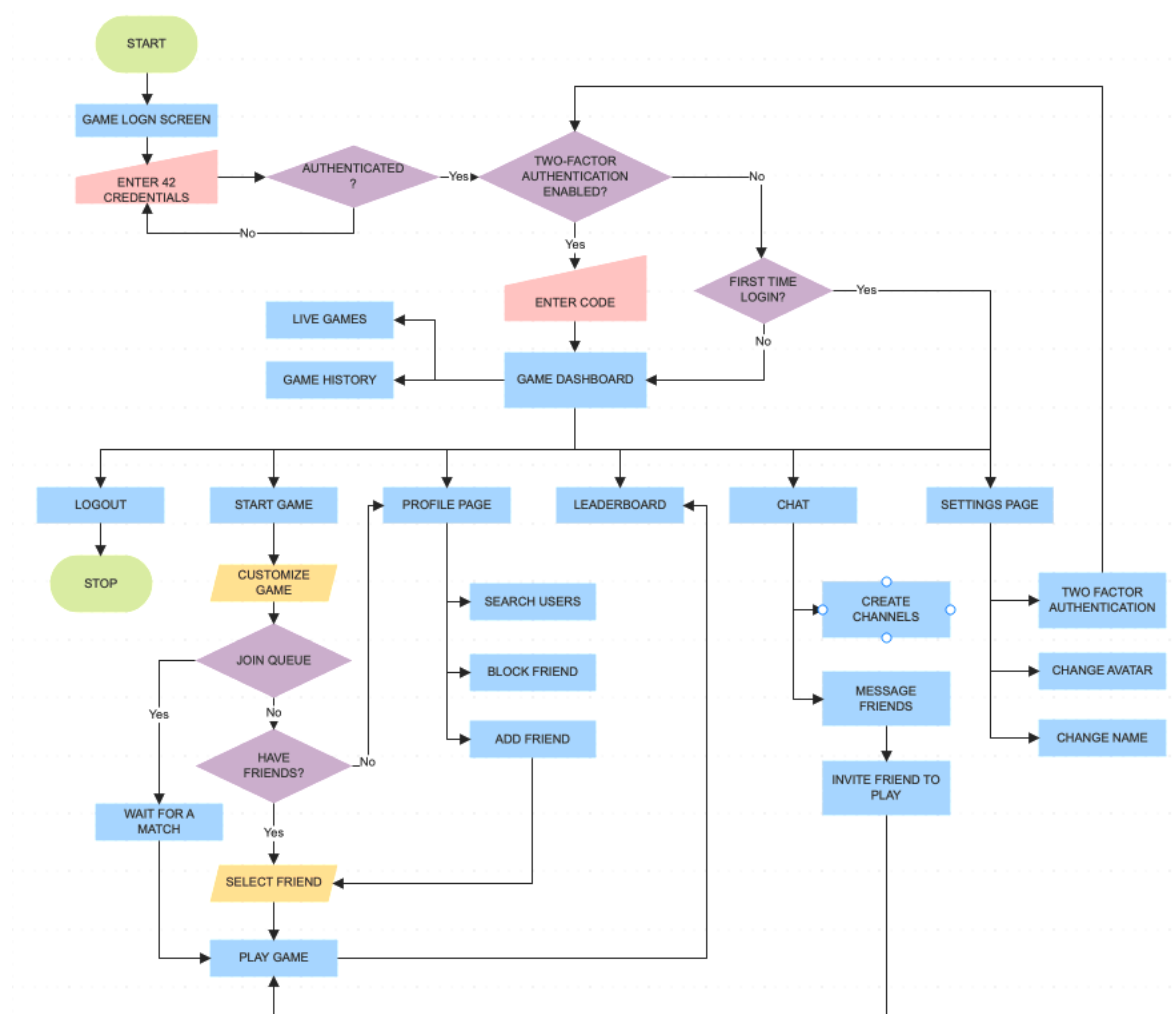 START
GAME LOGN SCREEN
ENTER 42
CREDENTIALS
AUTHENTICATED
?
Yes
No
TWO-FACTOR
AUTHENTICATION
ENABLED?
No
Yes
ENTER CODE
FIRST TIME
LOGIN?
Yes
No
LIVE GAMES
GAME HISTORY
GAME DASHBOARD
LOGOUT
START GAME
PROFILE PAGE
LEADERBOARD
CHAT
SETTINGS PAGE
STOP
CUSTOMIZE
GAME
JOIN QUEUE
Yes
No
HAVE
FRIENDS?
No
Yes
WAIT FOR A
MATCH
SELECT FRIEND
PLAY GAME
SEARCH USERS
BLOCK FRIEND
ADD FRIEND
CREATE
CHANNELS
MESSAGE
FRIENDS
INVITE FRIEND TO
PLAY
TWO FACTOR
AUTHENTICATION
CHANGE AVATAR
CHANGE NAME